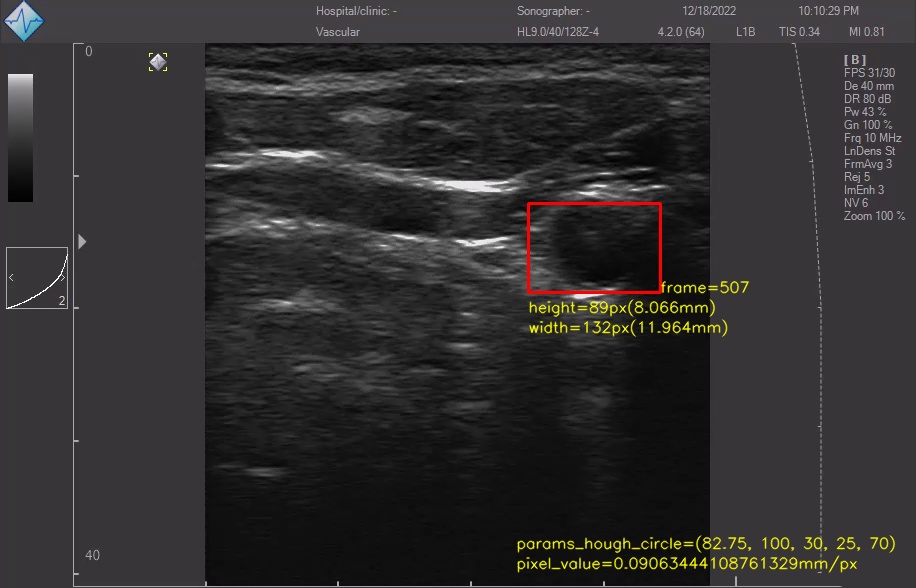 Hospital/clinic: - Sonographer: - 12/18/2022 10:10:29 PM
Vascular HL9.0/40/128Z-4 4.2.0 (64) L1B TIS 0.34 MI 0.81
0
[ B ]
FPS 31/30
De 40 mm
DR 80 dB
Pw 43 %
Gn 100 %
Frq 10 MHz
LnDens St
FrmAvg 3
Rej 5
ImEnh 3
NV 6
Zoom 100 %
2
frame=507
height=89px(8.066mm)
width=132px(11.964mm)
40
params_hough_circle=(82.75, 100, 30, 25, 70)
pixel_value=0.09063444108761329mm/px